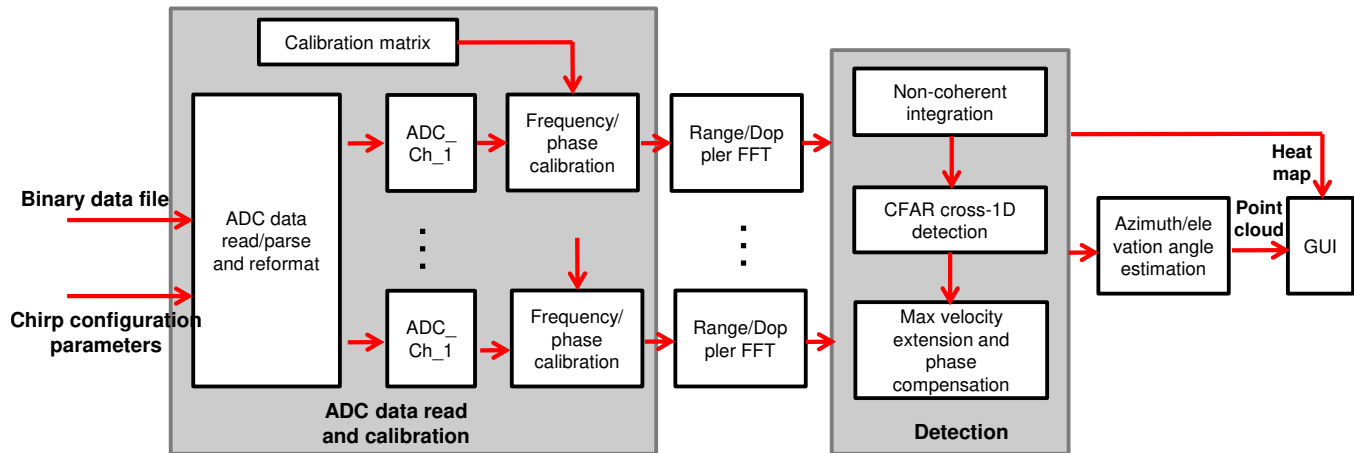 Calibration matrix
Binary data file
Chirp configuration
parameters
ADC data
read/parse
and reformat
ADC_
Ch_1
Frequency/
phase
calibration
ADC_
Ch_1
Frequency/
phase
calibration
ADC data read
and calibration
Range/Dop
pler FFT
Range/Dop
pler FFT
Non-coherent
integration
CFAR cross-1D
detection
Max velocity
extension and
phase
compensation
Detection
Azimuth/ele
vation angle
estimation
Heat
map
Point
cloud
GUI